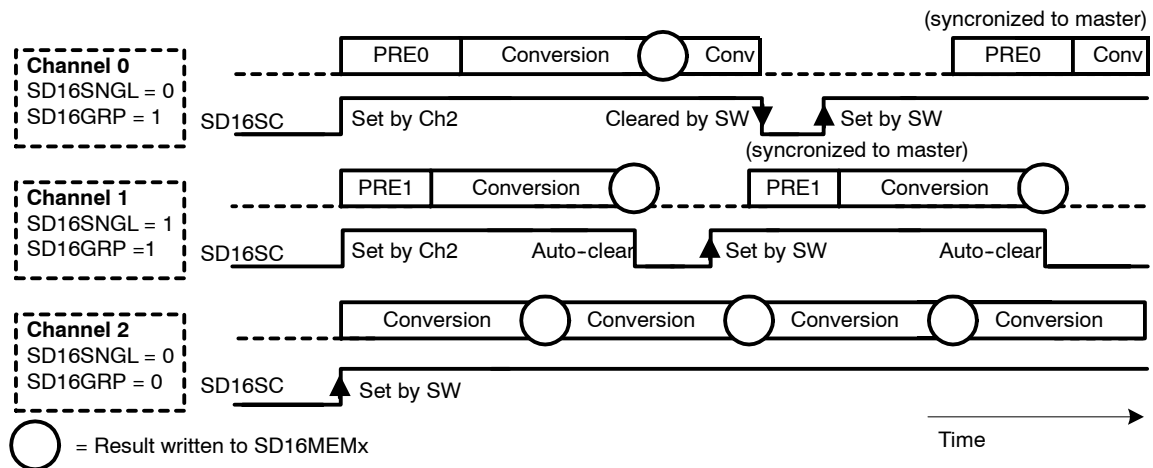 (syncronized to master)
PRE0 Conversion Conv PRE0 Conv
Channel 0
SD16SNGL = 0
SD16GRP = 1
SD16SC Set by Ch2 Cleared by SW Set by SW
(syncronized to master)
PRE1 Conversion PRE1 Conversion
Channel 1
SD16SNGL = 1
SD16GRP =1
SD16SC Set by Ch2 Auto-clear Set by SW Auto-clear
Conversion Conversion Conversion Conversion
Channel 2
SD16SNGL = 0
SD16GRP = 0
SD16SC Set by SW
= Result written to SD16MEMx
Time